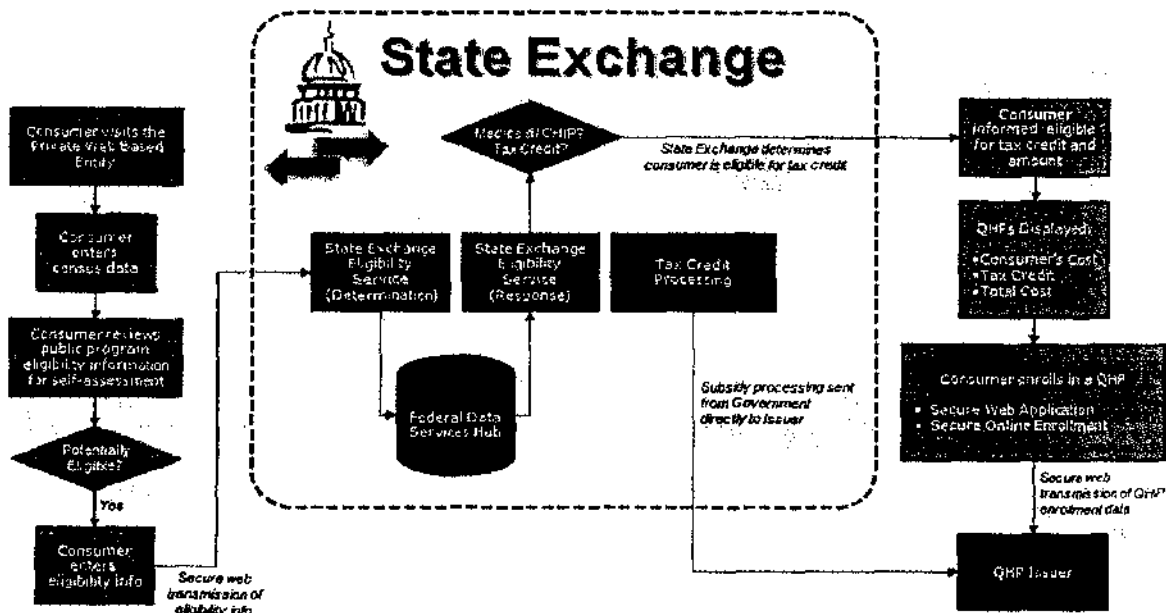 State Exchange
Consumer visits the
Private Web Based
Entity
Consumer
enters
census data
Consumer reviews
public program
eligibility information
for self-assessment
Potentially
Eligible?
Yes
Consumer
enters
eligibility info
Secure web
transmission of
eligibility info
State Exchange
Eligibility
Service
(Determination)
Federal Data
Services Hub
State Exchange
Eligibility
Service
(Response)
Medicaid/CHIP?
Tax Credit?
State Exchange determines
consumer is eligible for tax credit
Tax Credit
Processing
Subsidy processing sent
from Government
directly to Issuer
Consumer
informed eligible
for tax credit and
amount
QHPs Displayed:
•Consumer's Cost
•Tax Credit
•Total Cost
Consumer enrolls in a QHP
• Secure Web Application
• Secure Online Enrollment
Secure web
transmission of QHP
enrollment data
QHP Issuer